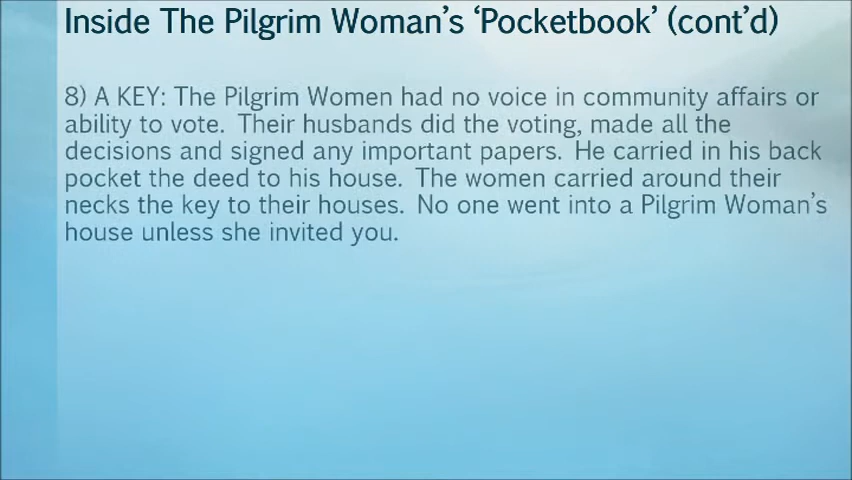 Inside The Pilgrim Woman’s ‘Pocketbook’ (cont’d)
8) A KEY: The Pilgrim Women had no voice in community affairs or
ability to vote.  Their husbands did the voting, made all the
decisions and signed any important papers.  He carried in his back
pocket the deed to his house.  The women carried around their
necks the key to their houses.  No one went into a Pilgrim Woman’s
house unless she invited you.